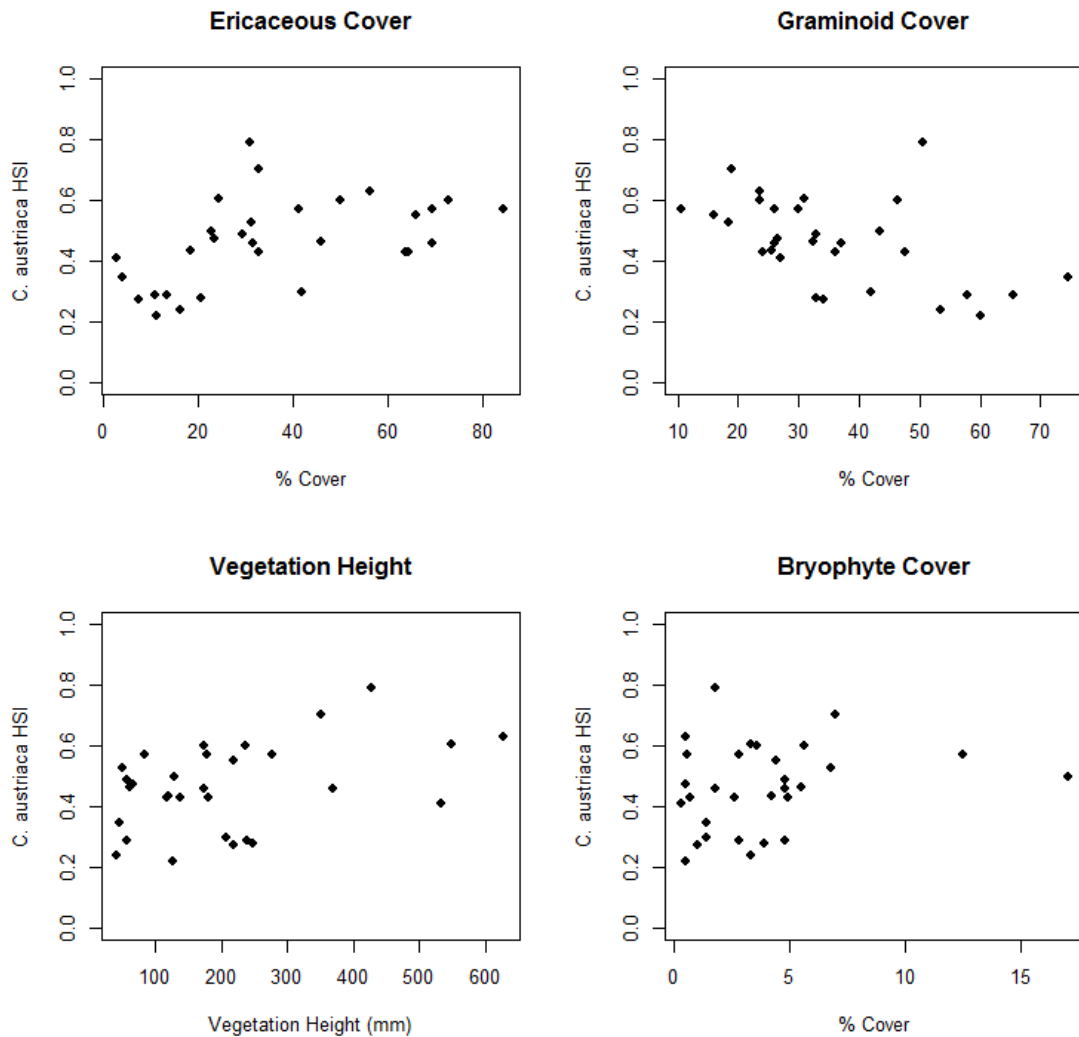 Ericaceous Cover
C. austriaca HSI
1.0
0.8
0.6
0.4
0.2
0.0
0 20 40 60 80
% Cover
Graminoid Cover
C. austriaca HSI
1.0
0.8
0.6
0.4
0.2
0.0
10 20 30 40 50 60 70
% Cover
Vegetation Height
C. austriaca HSI
1.0
0.8
0.6
0.4
0.2
0.0
100 200 300 400 500 600
Vegetation Height (mm)
Bryophyte Cover
C. austriaca HSI
1.0
0.8
0.6
0.4
0.2
0.0
0 5 10 15
% Cover